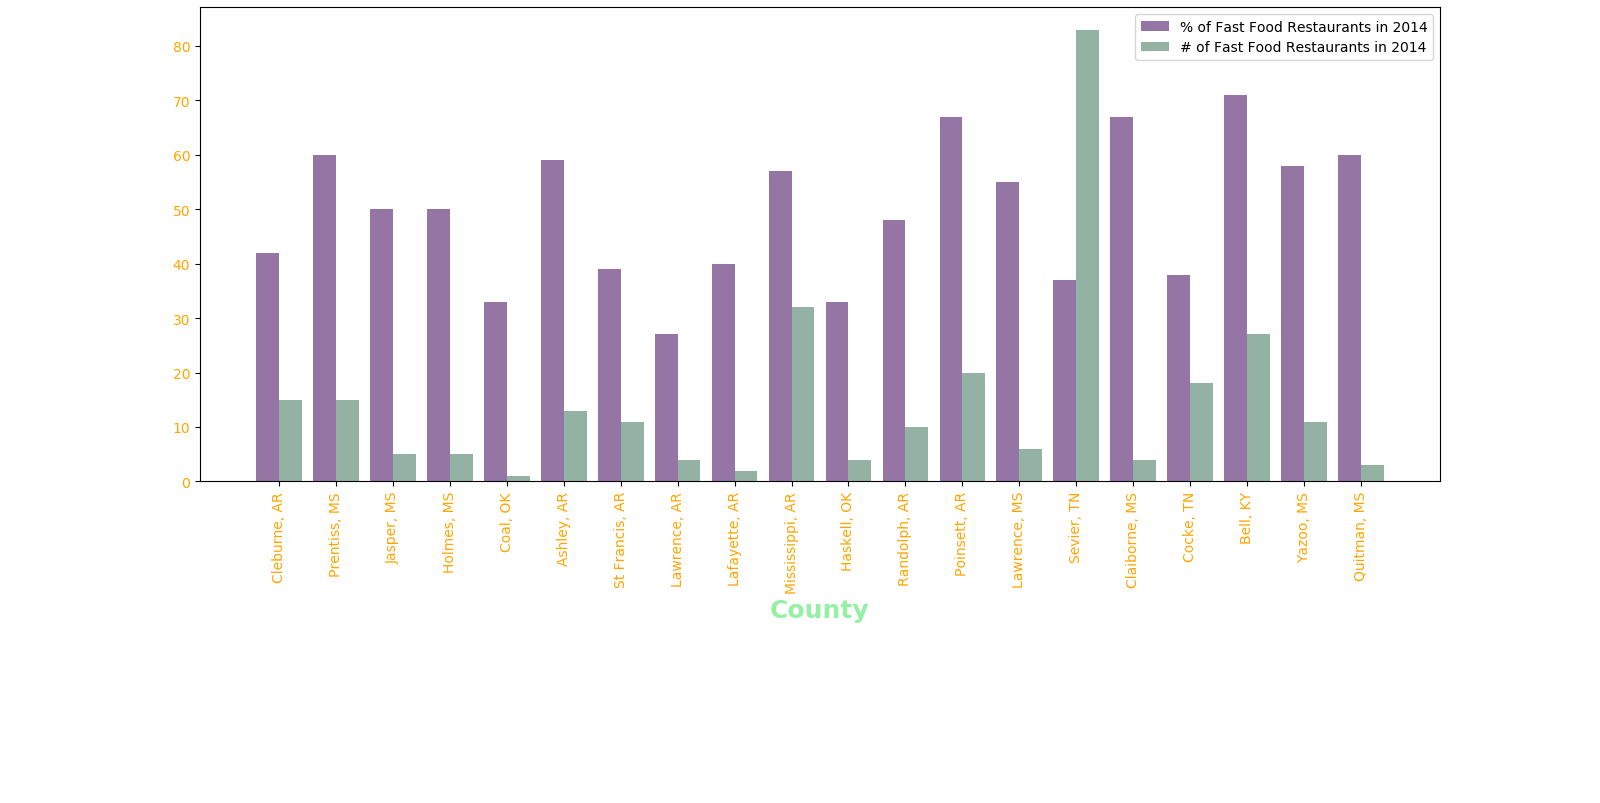 % of Fast Food Restaurants in 2014
# of Fast Food Restaurants in 2014
80
70
60
50
40
30
20
10
0
Cleburne, AR
Prentiss, MS
Jasper, MS
Holmes, MS
Coal, OK
Ashley, AR
St Francis, AR
Lawrence, AR
Lafayette, AR
Mississippi, AR
Haskell, OK
Randolph, AR
Poinsett, AR
Lawrence, MS
Sevier, TN
Claiborne, MS
Cocke, TN
Bell, KY
Yazoo, MS
Quitman, MS
County